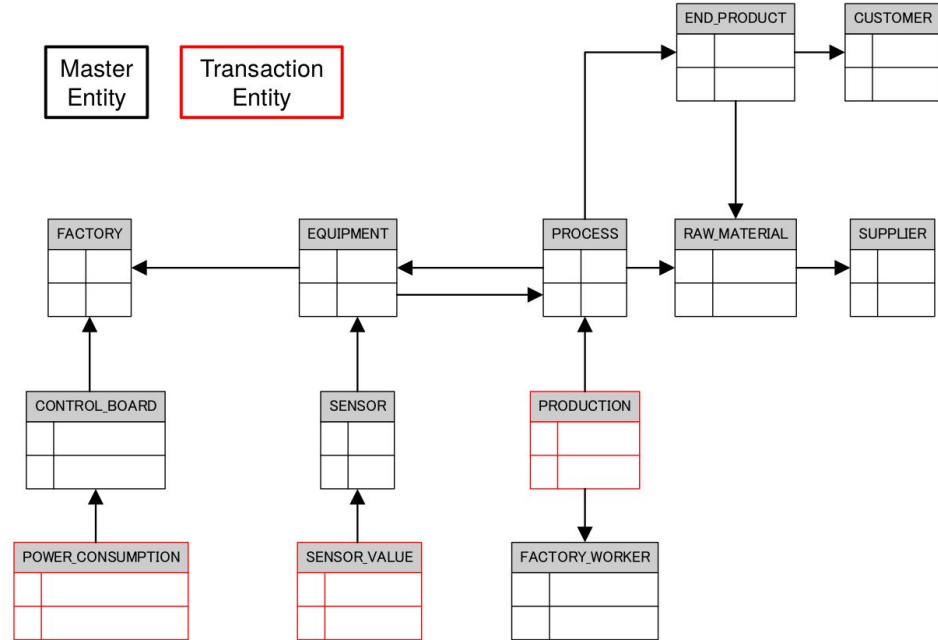 END_PRODUCT
CUSTOMER
Master
Entity
Transaction
Entity
FACTORY
EQUIPMENT
PROCESS
RAW_MATERIAL
SUPPLIER
CONTROL_BOARD
SENSOR
PRODUCTION
POWER_CONSUMPTION
SENSOR_VALUE
FACTORY_WORKER